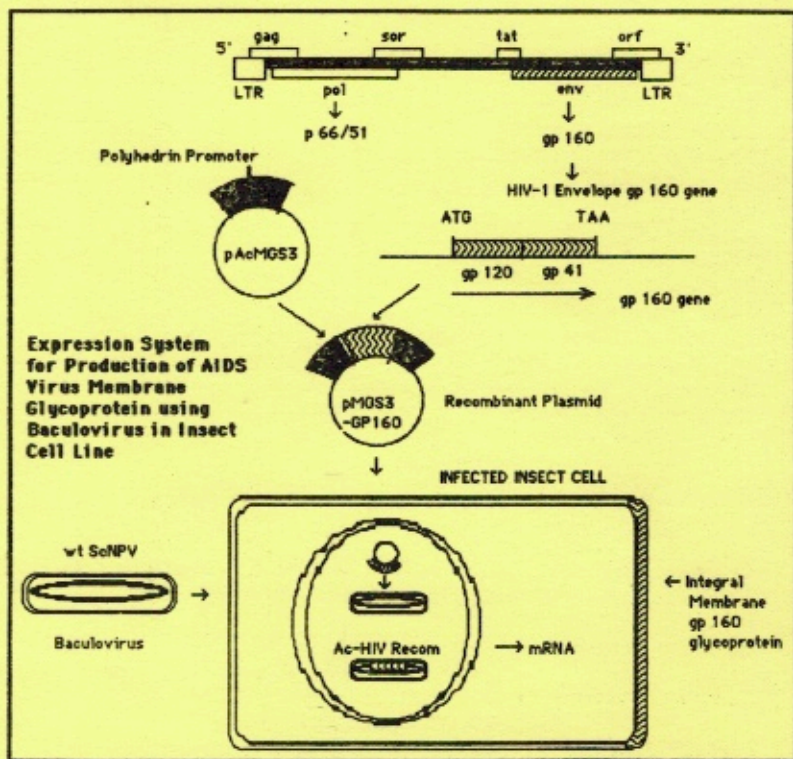 gag sor tat orf
5' 3'
LTR pol env LTR
p 66/51
gp 160
Polyhedrin Promoter
HIV-1 Envelope gp 160 gene
ATG TAA
pAcMGS3
gp 120 gp 41
gp 160 gene
Expression System
for Production of AIDS
Virus Membrane
Glycoprotein using
Baculovirus in Insect
Cell Line
pMGS3
-GP160
Recombinant Plasmid
INFECTED INSECT CELL
wt SeNPV
Baculovirus
Ac-HIV Recom
mRNA
Integral
Membrane
gp 160
glycoprotein